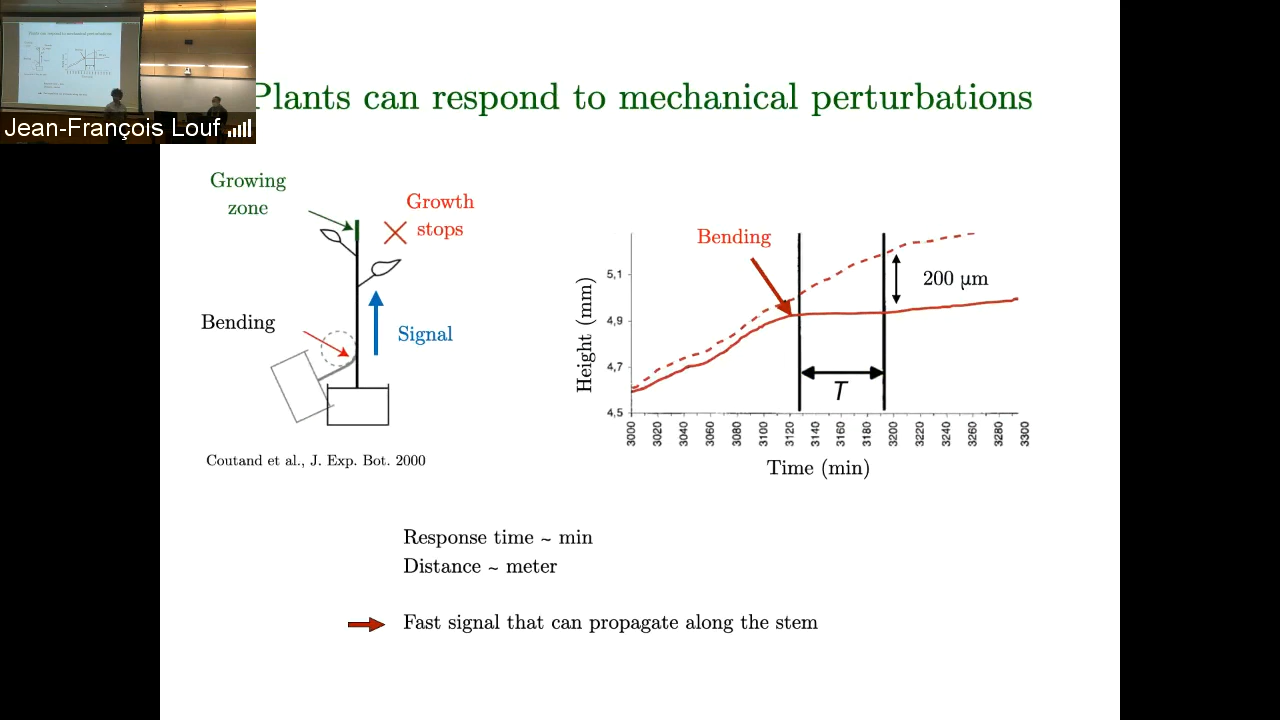 Jean-François Louf
Plants can respond to mechanical perturbations
Growing
zone
Growth
stops
Bending
Signal
Coutand et al., J. Exp. Bot. 2000
Bending
200 µm
T
Height (mm)
5,1
4,9
4,7
4,5
3000
3020
3040
3060
3080
3100
3120
3140
3160
3180
3200
3220
3240
3260
3280
3300
Time (min)
Response time ~ min
Distance ~ meter
Fast signal that can propagate along the stem